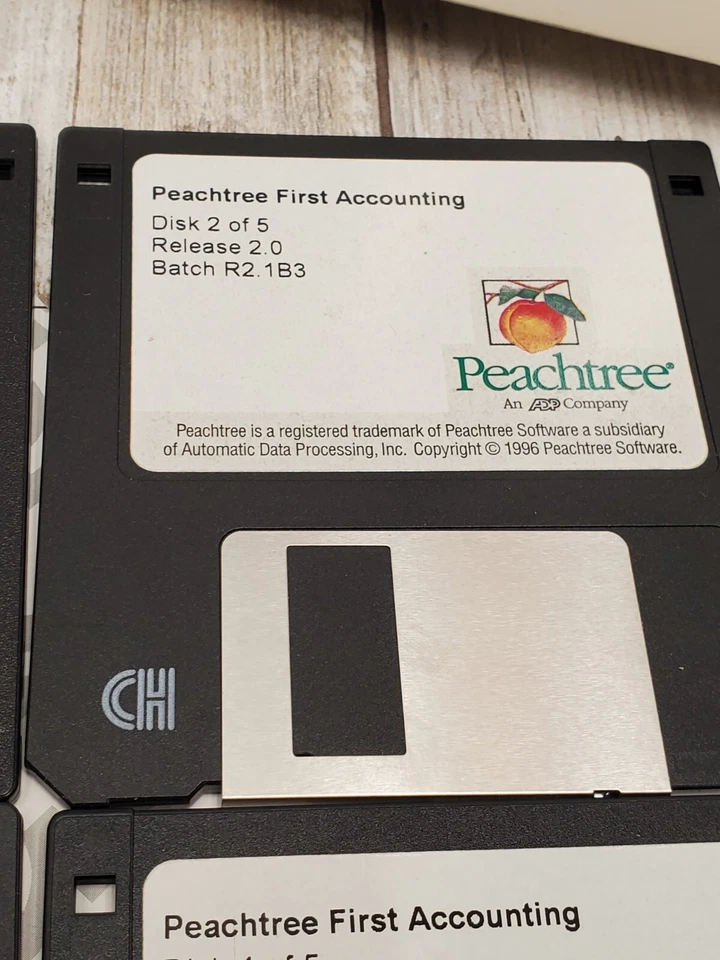 Peachtree First Accounting
Disk 2 of 5
Release 2.0
Batch R2.1B3
Peachtree®
An ADP Company
Peachtree is a registered trademark of Peachtree Software a subsidiary
of Automatic Data Processing, Inc. Copyright © 1996 Peachtree Software.
CH
Peachtree First Accounting